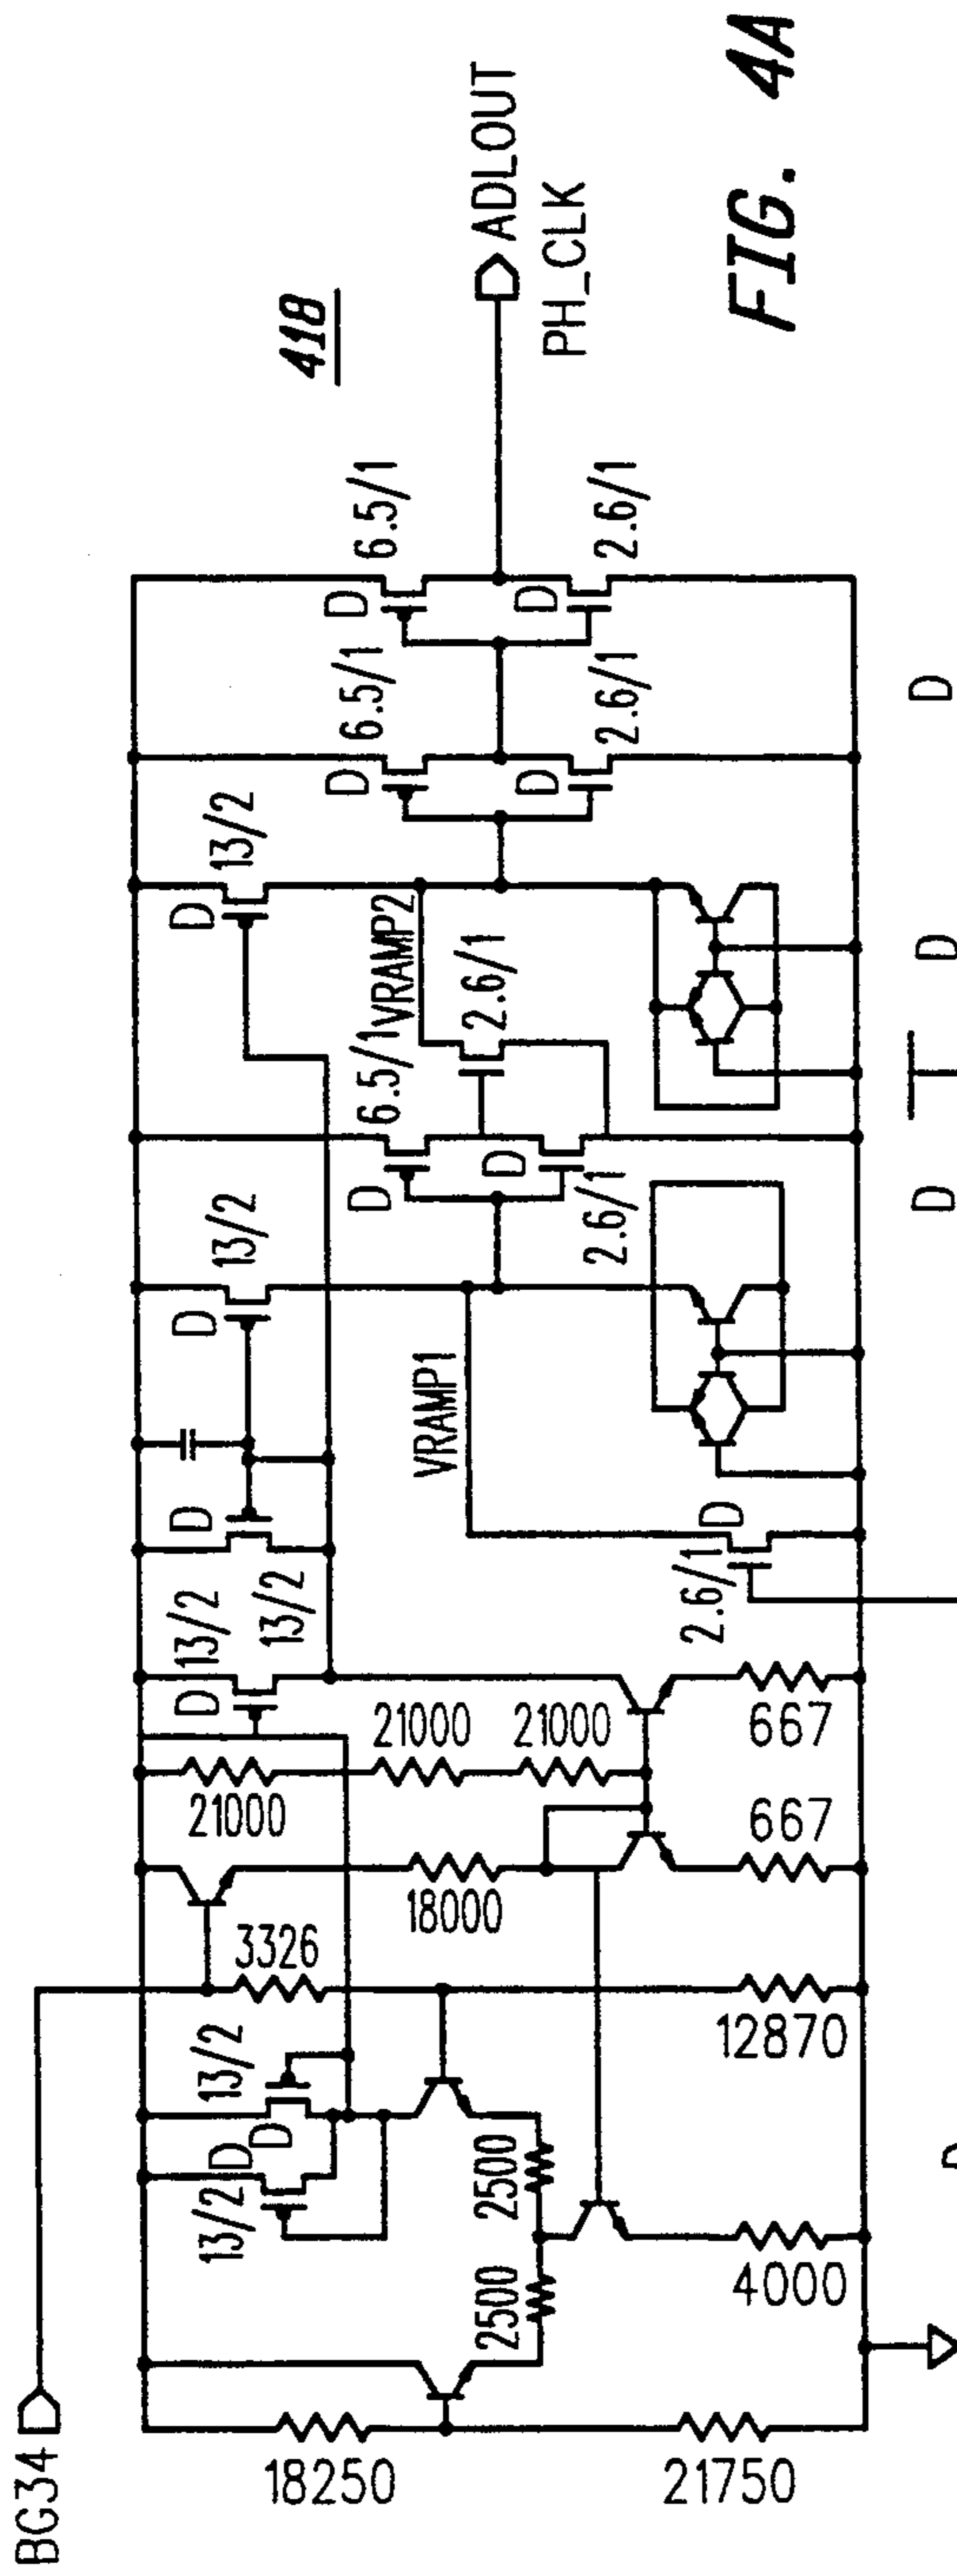 BG34
18250
21750
2500
2500
4000
13/2
D
D
13/2
3326
12870
18000
667
21000
21000
21000
667
D
13/2
13/2
D
2.6/1
D
VRAMP1
D
13/2
D
6.5/1
D
2.6/1
VRAMP2
2.6/1
D
13/2
D
6.5/1
D
2.6/1
D
6.5/1
D
2.6/1
418
ADLOUT
PH_CLK
D
D
D
FIG. 4A